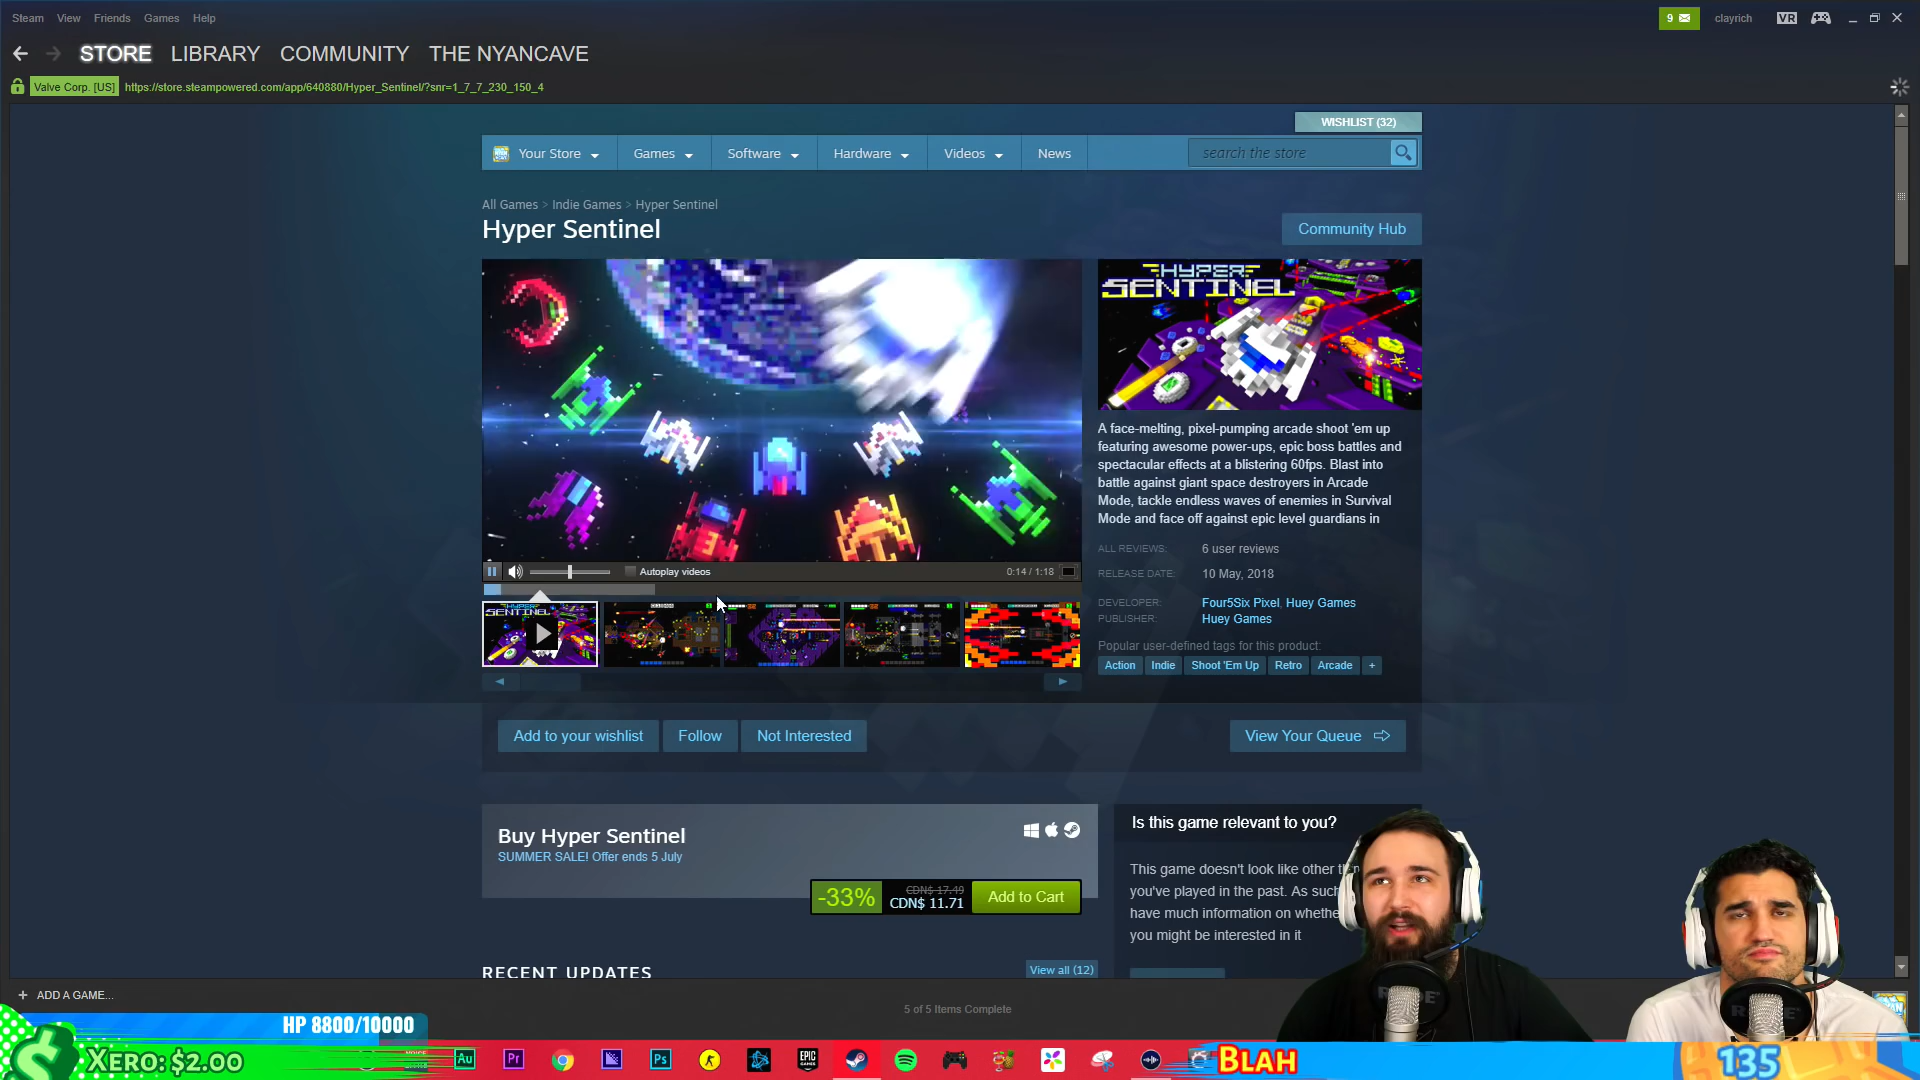 Steam View Friends Games Help
9 clayrich VR
STORE LIBRARY COMMUNITY THE NYANCAVE
Valve Corp. [US] https://store.steampowered.com/app/640880/Hyper_Sentinel/?snr=1_7_7_230_150_4
WISHLIST (32)
Your Store Games Software Hardware Videos News search the store
All Games > Indie Games > Hyper Sentinel
Hyper Sentinel
Community Hub
HYPER
SENTINEL
A face-melting, pixel-pumping arcade shoot 'em up
featuring awesome power-ups, epic boss battles and
spectacular effects at a blistering 60fps. Blast into
battle against giant space destroyers in Arcade
Mode, tackle endless waves of enemies in Survival
Mode and face off against epic level guardians in
ALL REVIEWS: 6 user reviews
RELEASE DATE: 10 May, 2018
DEVELOPER: Four5Six Pixel, Huey Games
PUBLISHER: Huey Games
Popular user-defined tags for this product:
Action Indie Shoot 'Em Up Retro Arcade +
Autoplay videos 0:14 / 1:18
HYPER
SENTINEL
Add to your wishlist Follow Not Interested View Your Queue
Buy Hyper Sentinel
SUMMER SALE! Offer ends 5 July
-33% CDN$ 17.49 CDN$ 11.71 Add to Cart
Is this game relevant to you?
This game doesn't look like other
you've played in the past. As such
have much information on
you might be interested in it
RECENT UPDATES View all (12)
+ ADD A GAME...
5 of 5 Items Complete
HP 8800/10000
XERO: $2.00
Au Pr Ps EPIC GAMES
BLAH
135